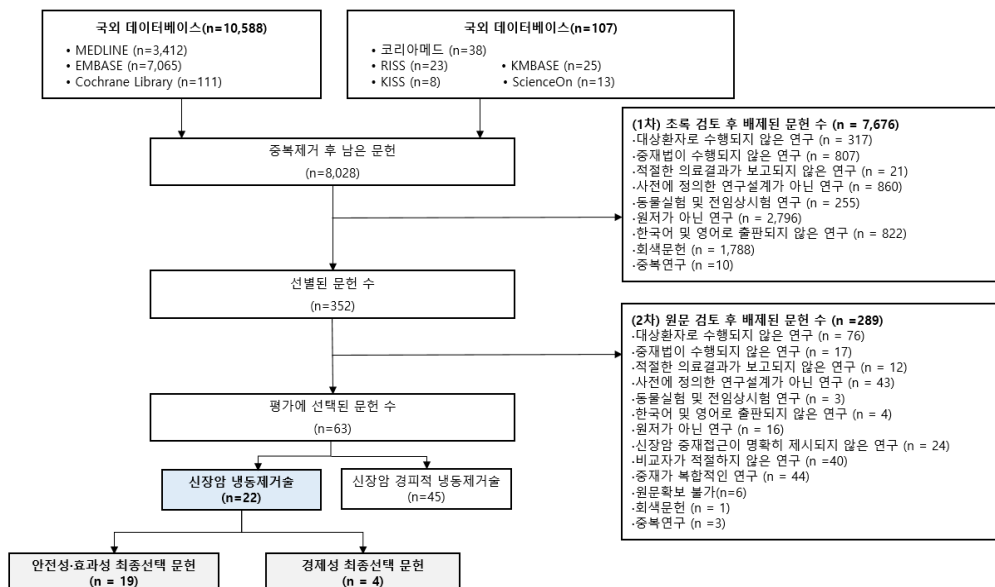 국외 데이터베이스(n=10,588)
• MEDLINE (n=3,412)
• EMBASE (n=7,065)
• Cochrane Library (n=111)
국외 데이터베이스(n=107)
• 코리아메드 (n=38)
• RISS (n=23) • KMBASE (n=25)
• KISS (n=8) • ScienceOn (n=13)
중복제거 후 남은 문헌
(n=8,028)
(1차) 초록 검토 후 배제된 문헌 수 (n = 7,676)
·대상환자로 수행되지 않은 연구 (n = 317)
·중재법이 수행되지 않은 연구 (n = 807)
·적절한 의료결과가 보고되지 않은 연구 (n = 21)
·사전에 정의한 연구설계가 아닌 연구 (n = 860)
·동물실험 및 전임상시험 연구 (n = 255)
·원저가 아닌 연구 (n = 2,796)
·한국어 및 영어로 출판되지 않은 연구 (n = 822)
·회색문헌 (n = 1,788)
·중복연구 (n =10)
선별된 문헌 수
(n=352)
(2차) 원문 검토 후 배제된 문헌 수 (n =289)
·대상환자로 수행되지 않은 연구 (n = 76)
·중재법이 수행되지 않은 연구 (n = 17)
·적절한 의료결과가 보고되지 않은 연구 (n = 12)
·사전에 정의한 연구설계가 아닌 연구 (n = 43)
·동물실험 및 전임상시험 연구 (n = 3)
·한국어 및 영어로 출판되지 않은 연구 (n = 4)
·원저가 아닌 연구 (n = 16)
·신장암 중재접근이 명확히 제시되지 않은 연구 (n = 24)
·비교자가 적절하지 않은 연구 (n =40)
·중재가 복합적인 연구 (n = 44)
·원문확보 불가(n=6)
·회색문헌 (n = 1)
·중복연구 (n =3)
평가에 선택된 문헌 수
(n=63)
신장암 냉동제거술
(n=22)
신장암 경피적 냉동제거술
(n=45)
안전성·효과성 최종선택 문헌
(n = 19)
경제성 최종선택 문헌
(n = 4)